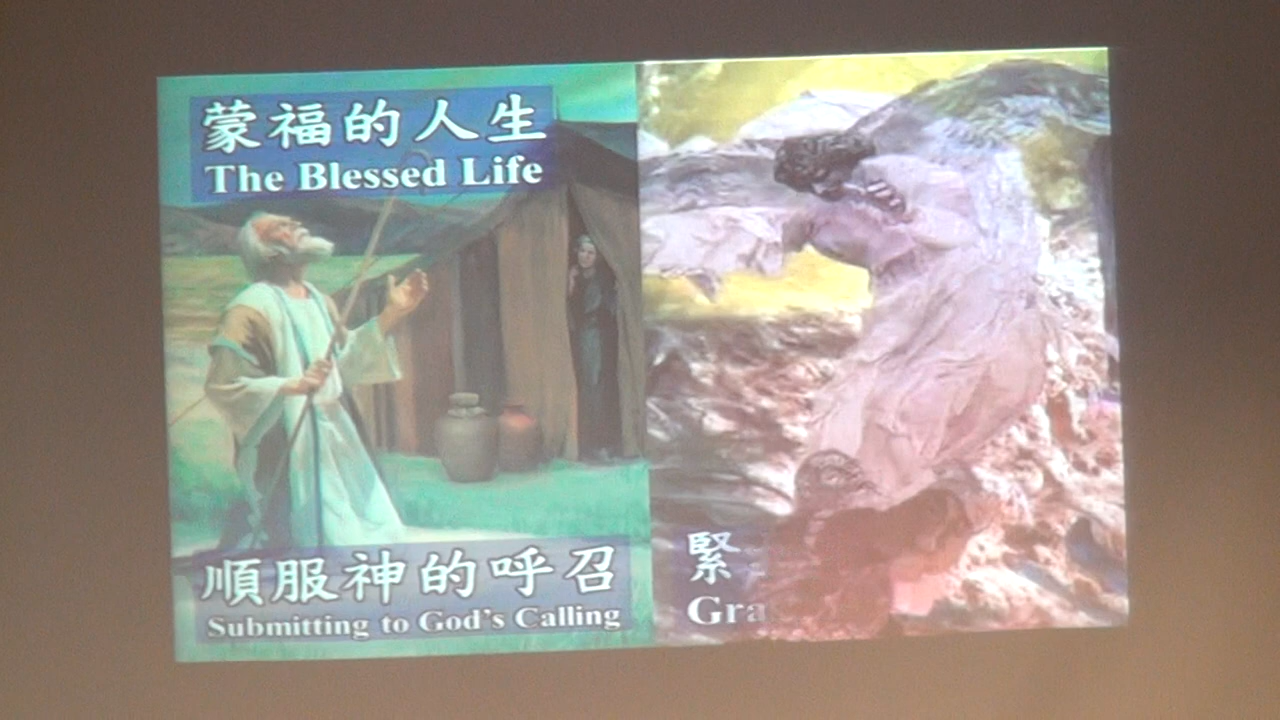 蒙福的人生
The Blessed Life
順服神的呼召
Submitting to God's Calling
緊
Gra